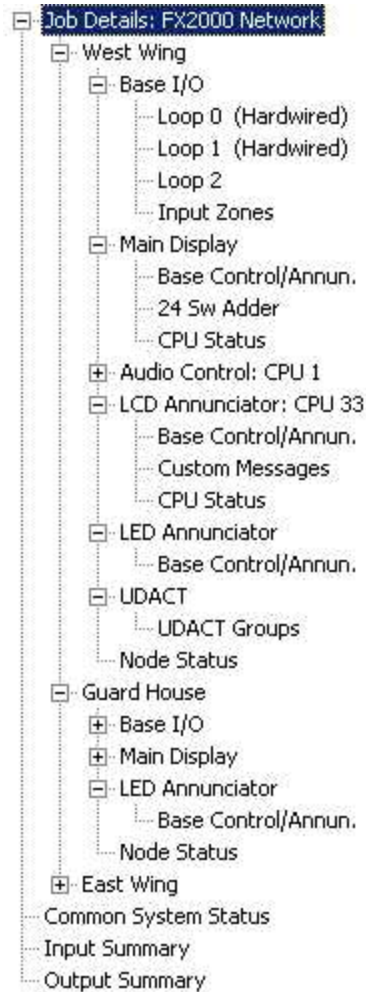 Job Details: FX2000 Network
West Wing
Base I/O
Loop 0 (Hardwired)
Loop 1 (Hardwired)
Loop 2
Input Zones
Main Display
Base Control/Annun.
24 Sw Adder
CPU Status
Audio Control: CPU 1
LCD Annunciator: CPU 33
Base Control/Annun.
Custom Messages
CPU Status
LED Annunciator
Base Control/Annun.
UDACT
UDACT Groups
Node Status
Guard House
Base I/O
Main Display
LED Annunciator
Base Control/Annun.
Node Status
East Wing
Common System Status
Input Summary
Output Summary